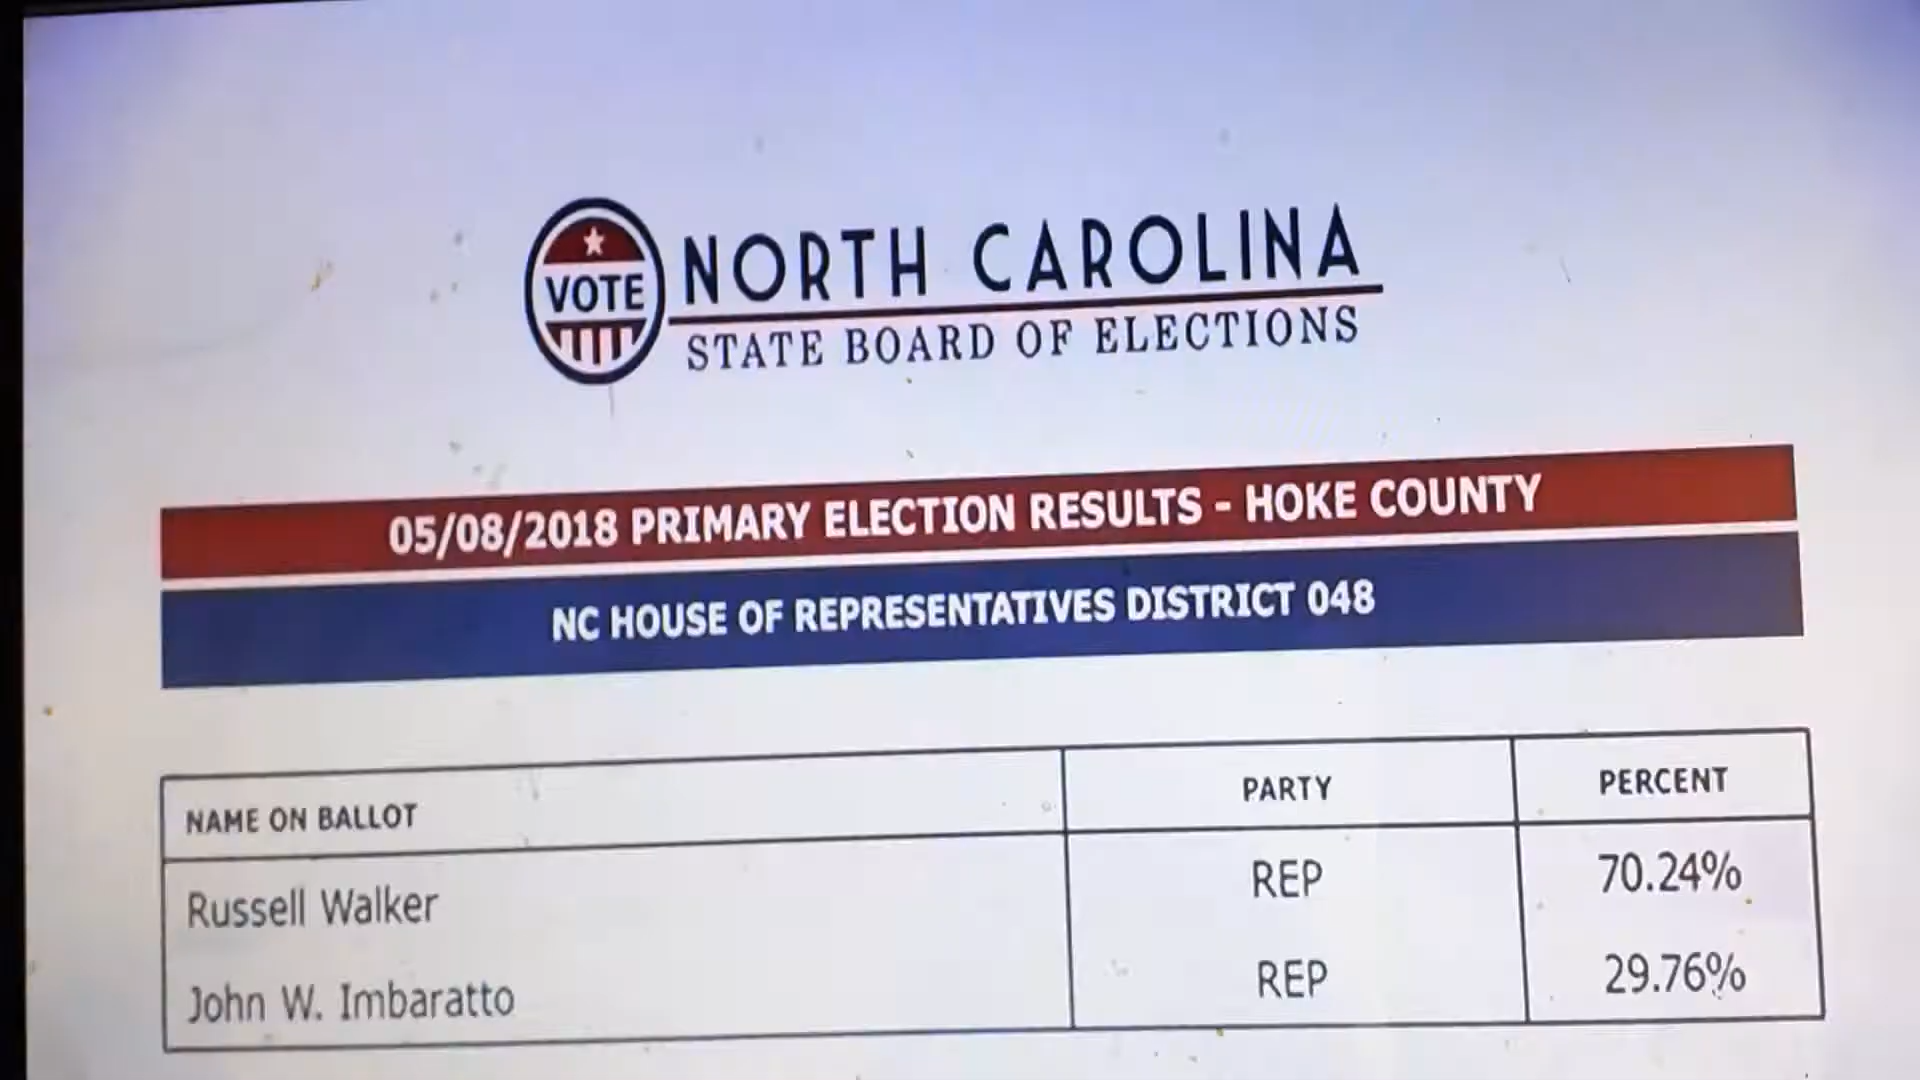 VOTE
NORTH CAROLINA
STATE BOARD OF ELECTIONS
05/08/2018 PRIMARY ELECTION RESULTS - HOKE COUNTY
NC HOUSE OF REPRESENTATIVES DISTRICT 048
NAME ON BALLOT PARTY PERCENT
Russell Walker REP 70.24%
John W. Imbaratto REP 29.76%